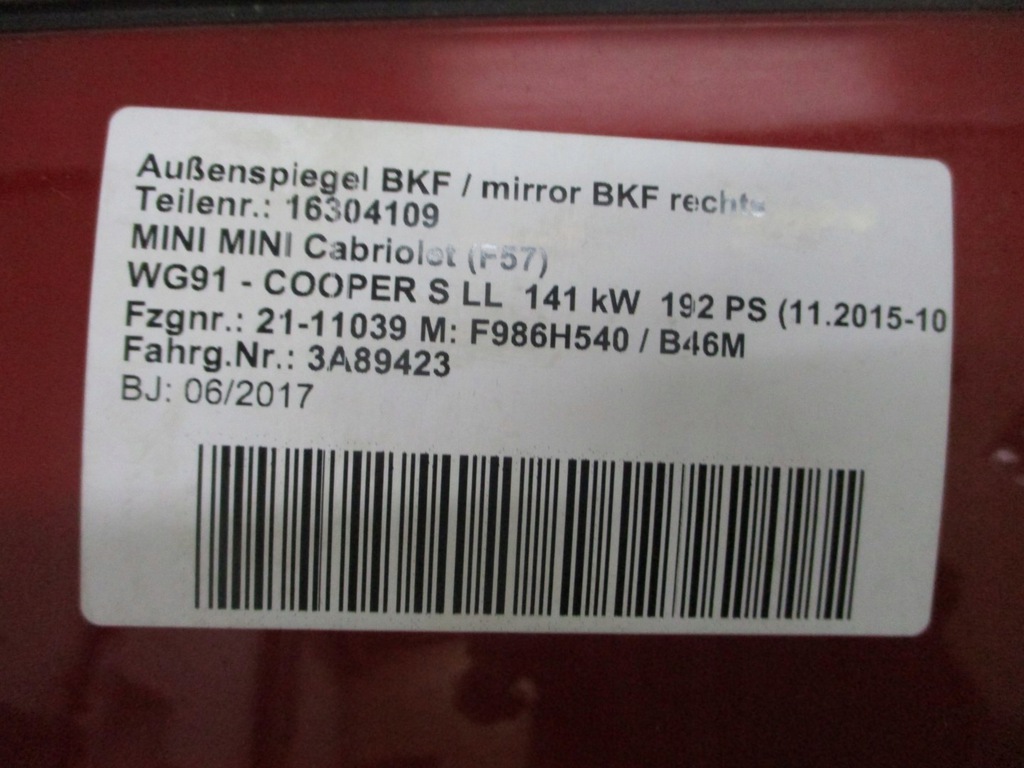 Außenspiegel BKF / mirror BKF rechts
Teilenr.: 16304109
MINI MINI Cabriolet (F57)
WG91 - COOPER S LL 141 kW 192 PS (11.2015-10
Fzgnr.: 21-11039 M: F986H540 / B46M
Fahrg.Nr.: 3A89423
BJ: 06/2017